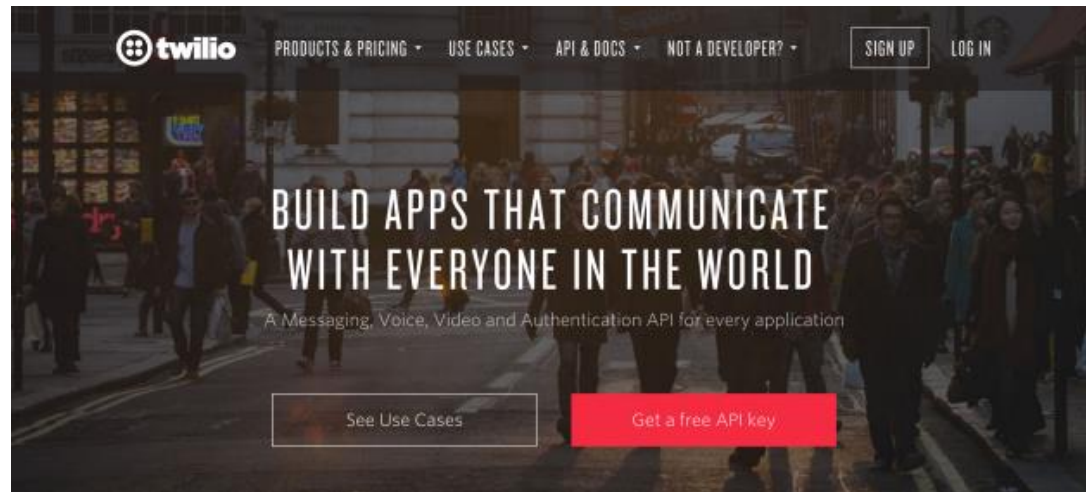 twilio
PRODUCTS & PRICING
USE CASES
API & DOCS
NOT A DEVELOPER?
SIGN UP
LOG IN
BUILD APPS THAT COMMUNICATE
WITH EVERYONE IN THE WORLD
A Messaging, Voice, Video and Authentication API for every application
See Use Cases
Get a free API key